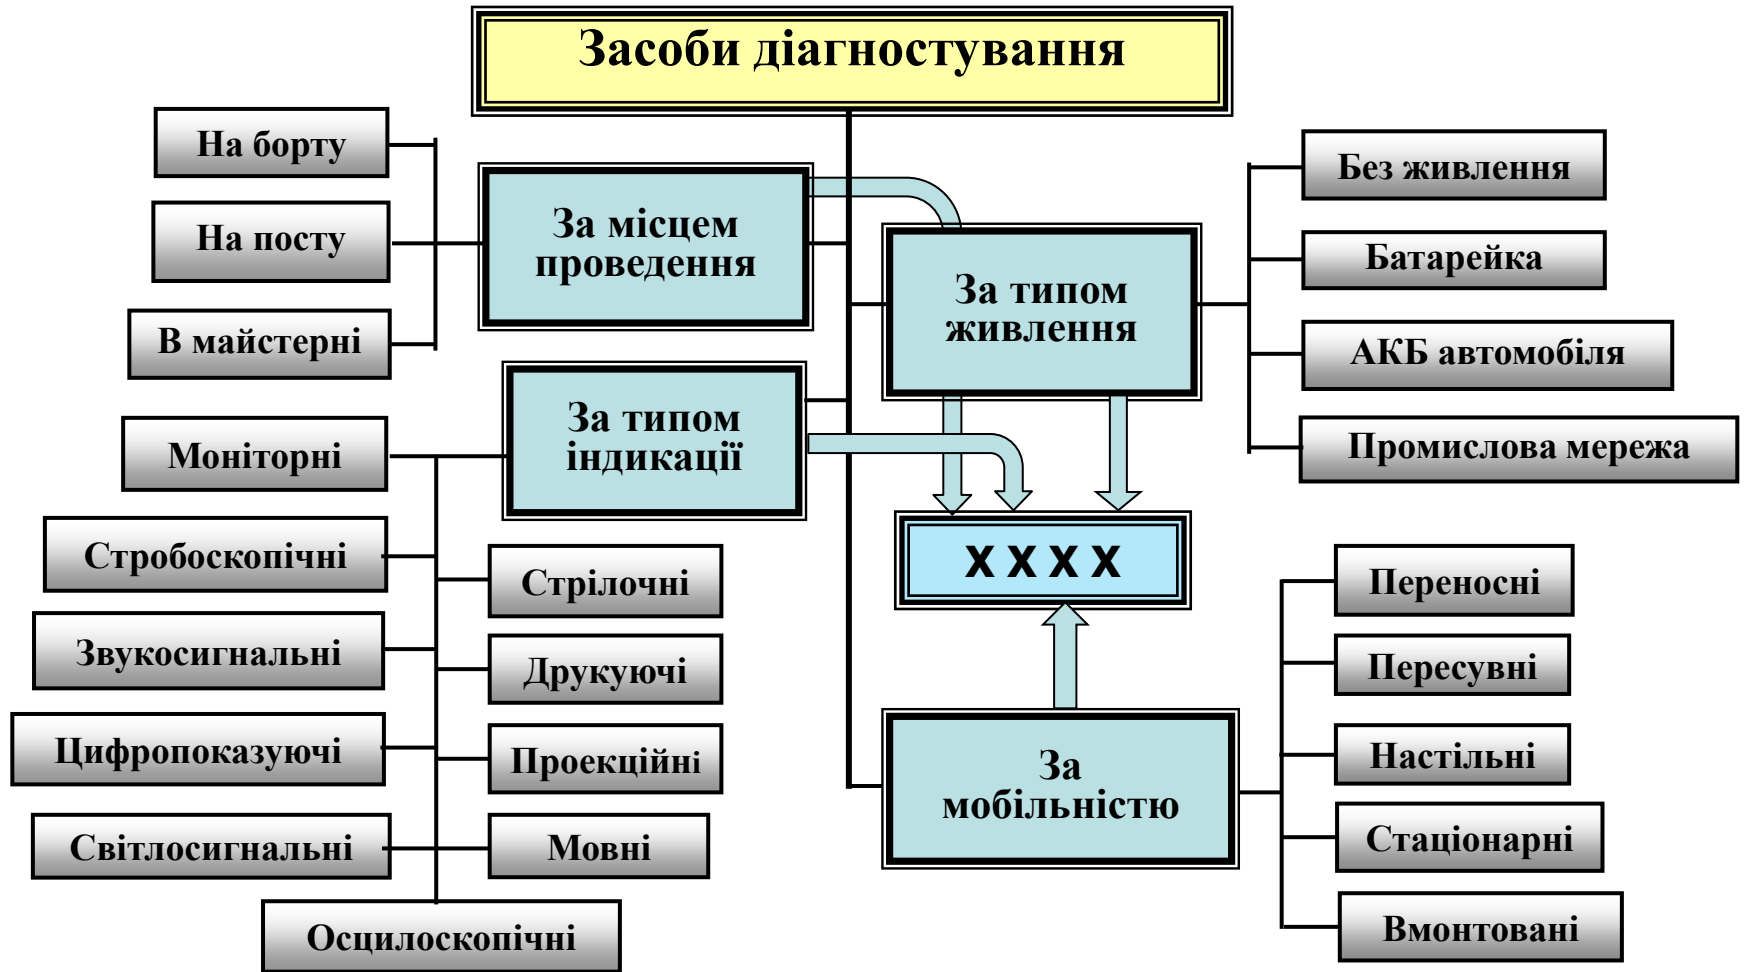 Засоби діагностування
На борту
На посту
В майстерні
За місцем
проведення
За типом
живлення
Без живлення
Батарейка
АКБ автомобіля
Промислова мережа
За типом
індикації
Моніторні
Стробоскопічні
Звукосигнальні
Цифропоказуючі
Світлосигнальні
Осцилоскопічні
Стрілочні
Друкуючі
Проекційні
Мовні
X X X X
За
мобільністю
Переносні
Пересувні
Настільні
Стаціонарні
Вмонтовані